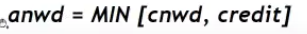 anwd = MIN [cnwd, credit]